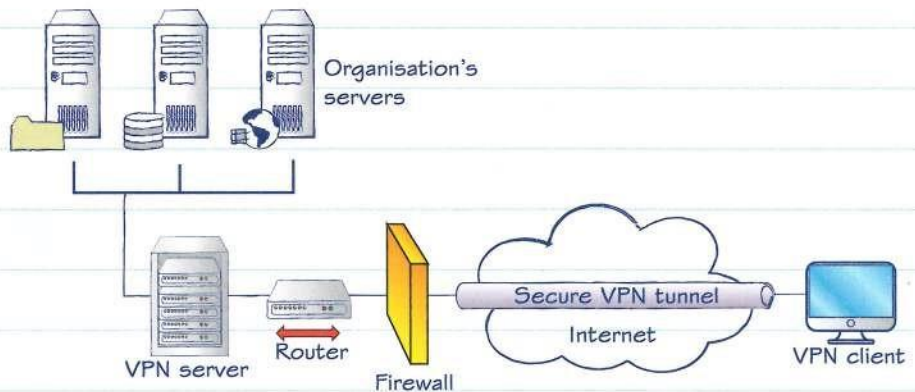 Organisation's
servers
Secure VPN tunnel
Internet
VPN server
Router
Firewall
VPN client